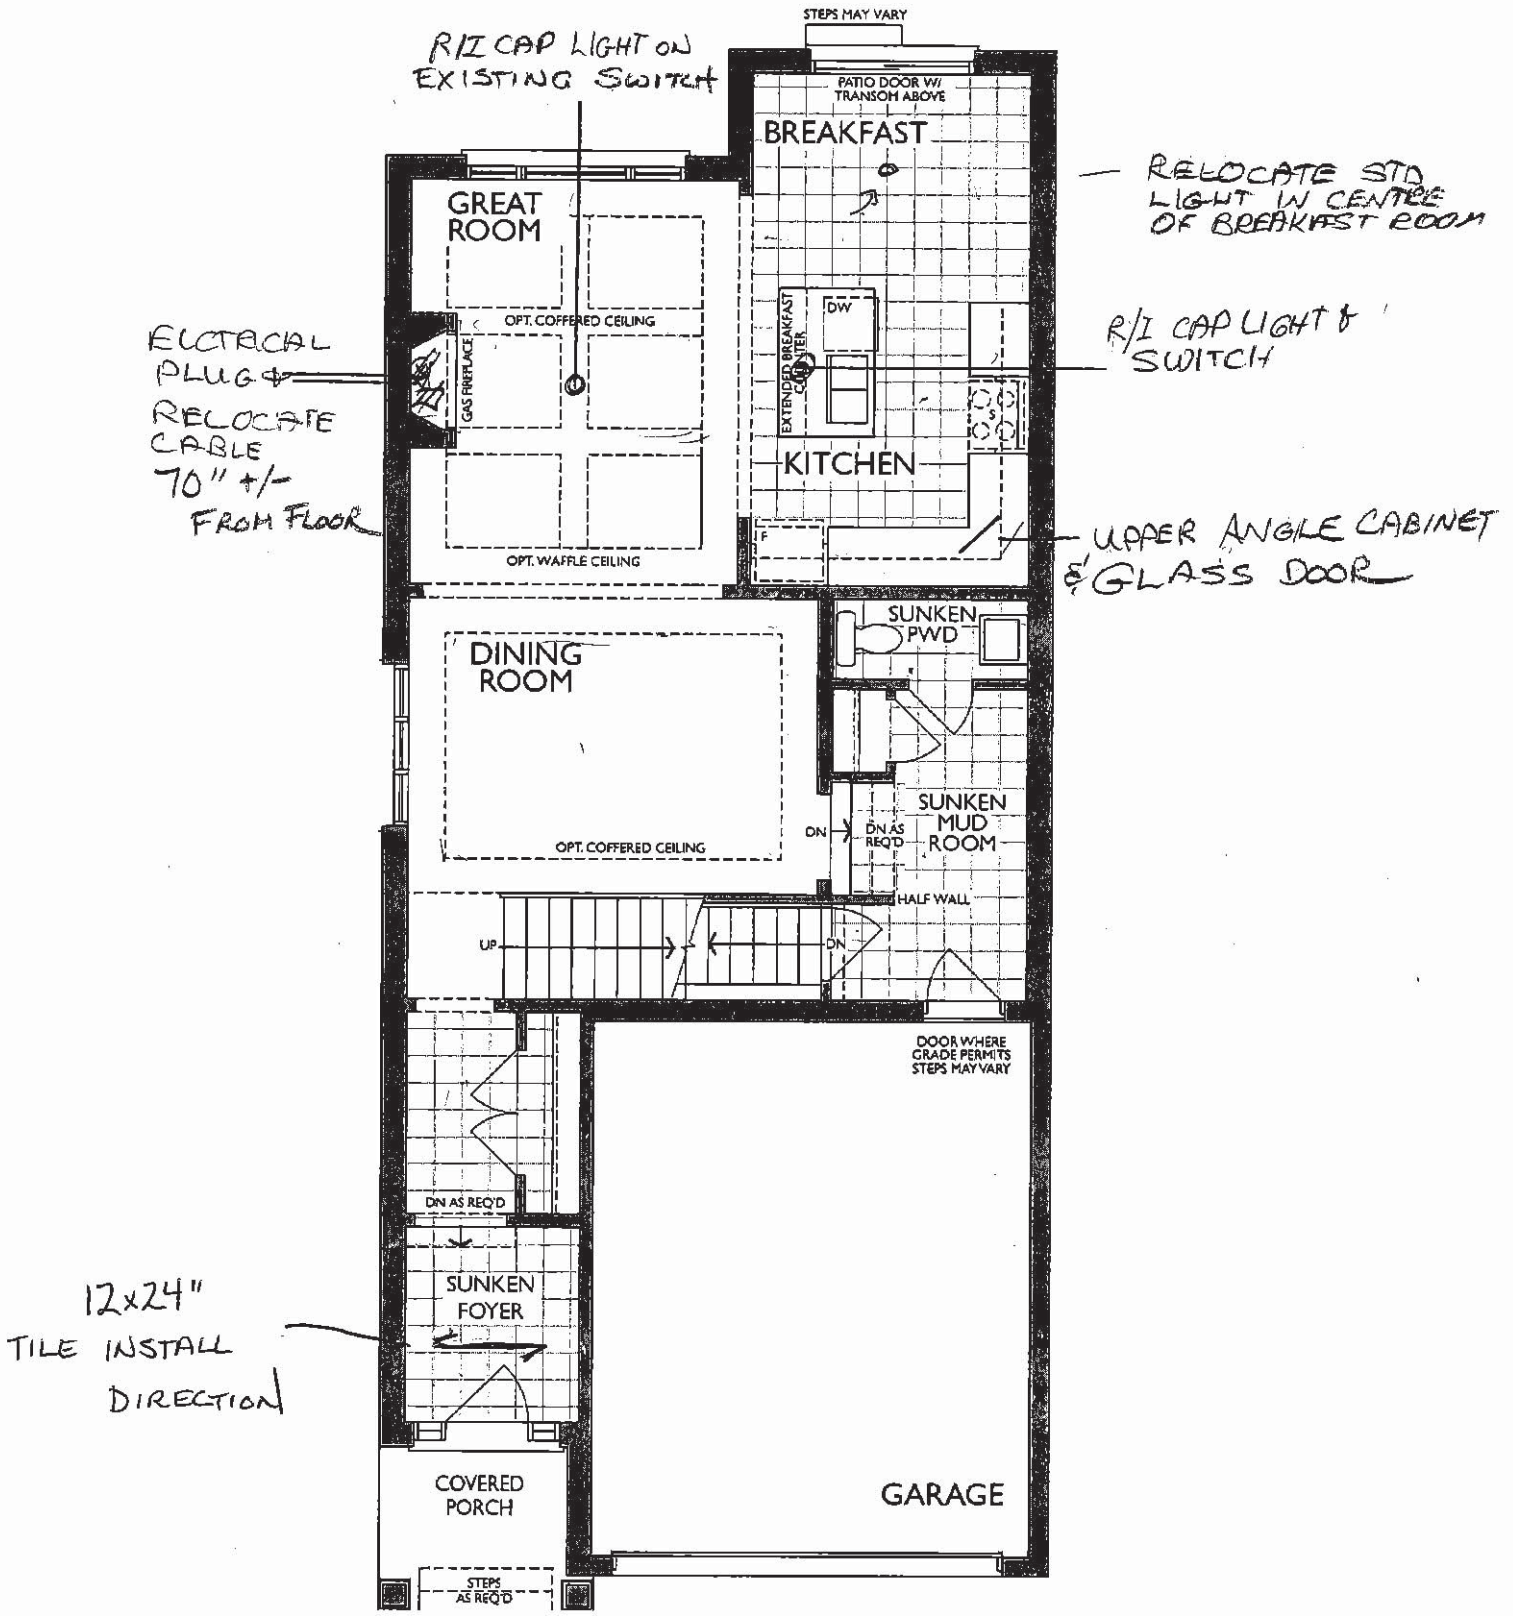 STEPS MAY VARY
R/I CAP LIGHT ON
EXISTING SWITCH
PATIO DOOR W/
TRANSOM ABOVE
BREAKFAST
RELOCATE STD
LIGHT IN CENTRE
OF BREAKFAST ROOM
GREAT
ROOM
OPT. COFFERED CEILING
DW
EXTENDED BREAKFAST
COUNTER
R/I CAP LIGHT &
SWITCH
ELCTRICAL
PLUG &
RELOCATE
CABLE
70" +/-
FROM FLOOR
GAS FIREPLACE
S
KITCHEN
F
UPPER ANGLE CABINET
& GLASS DOOR
OPT. WAFFLE CEILING
SUNKEN
PWD
DINING
ROOM
SUNKEN
MUD
ROOM
DN
DN AS
REQ'D
OPT. COFFERED CEILING
HALF WALL
UP
DN
DOOR WHERE
GRADE PERMITS
STEPS MAY VARY
DN AS REQ'D
SUNKEN
FOYER
12x24"
TILE INSTALL
DIRECTION
COVERED
PORCH
GARAGE
STEPS
AS REQ'D